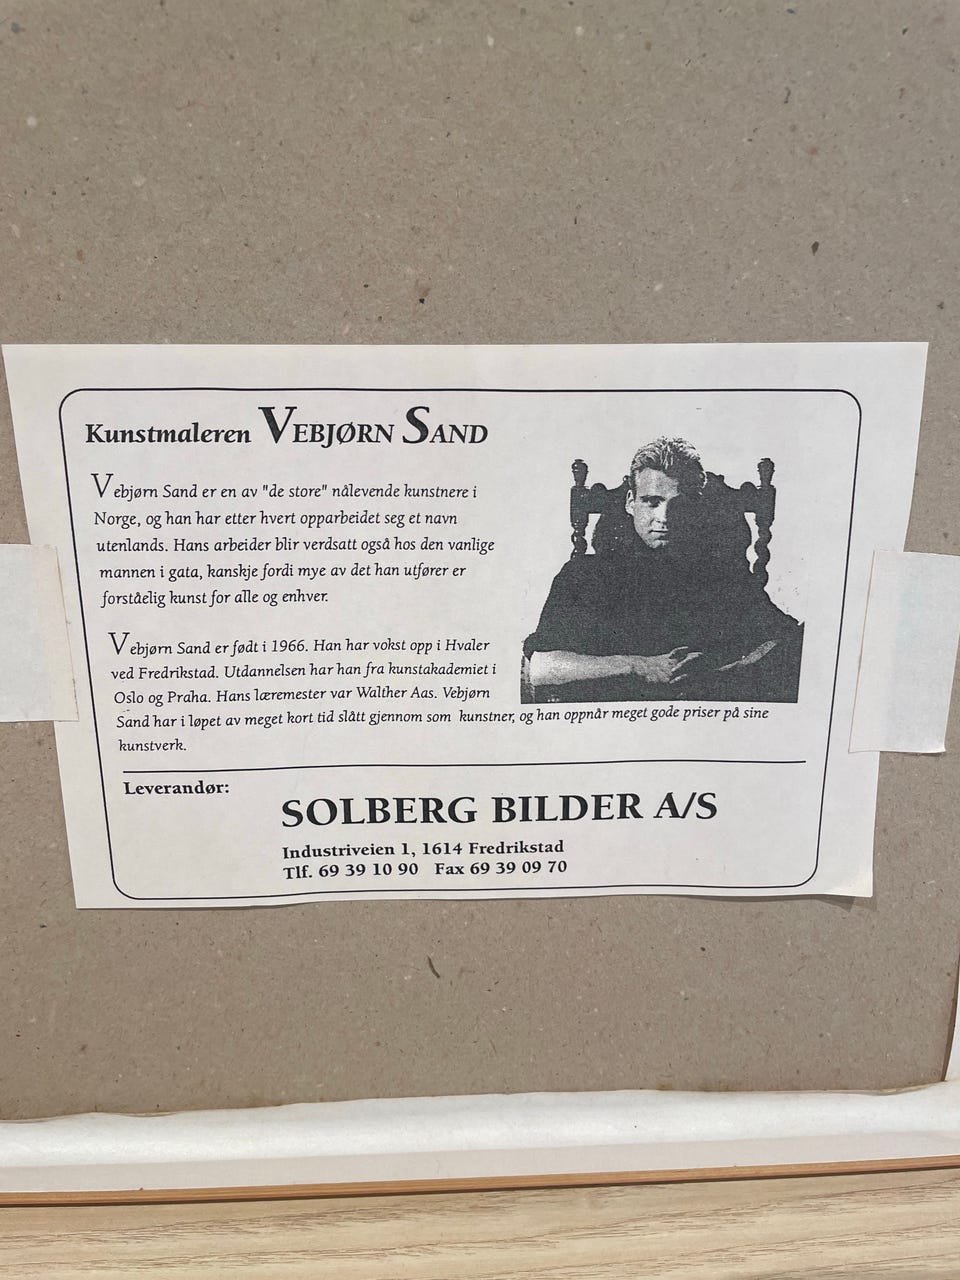 Kunstmaleren VEBJØRN SAND
Vebjørn Sand er en av "de store" nålevende kunstnere i
Norge, og han har etter hvert opparbeidet seg et navn
utenlands. Hans arbeider blir verdsatt også hos den vanlige
mannen i gata, kanskje fordi mye av det han utfører er
forståelig kunst for alle og enhver.
Vebjørn Sand er født i 1966. Han har vokst opp i Hvaler
ved Fredrikstad. Utdannelsen har han fra kunstakademiet i
Oslo og Praha. Hans læremester var Walther Aas. Vebjørn
Sand har i løpet av meget kort tid slått gjennom som kunstner, og han oppnår meget gode priser på sine
kunstverk.
Leverandør:
SOLBERG BILDER A/S
Industriveien 1, 1614 Fredrikstad
Tlf. 69 39 10 90 Fax 69 39 09 70